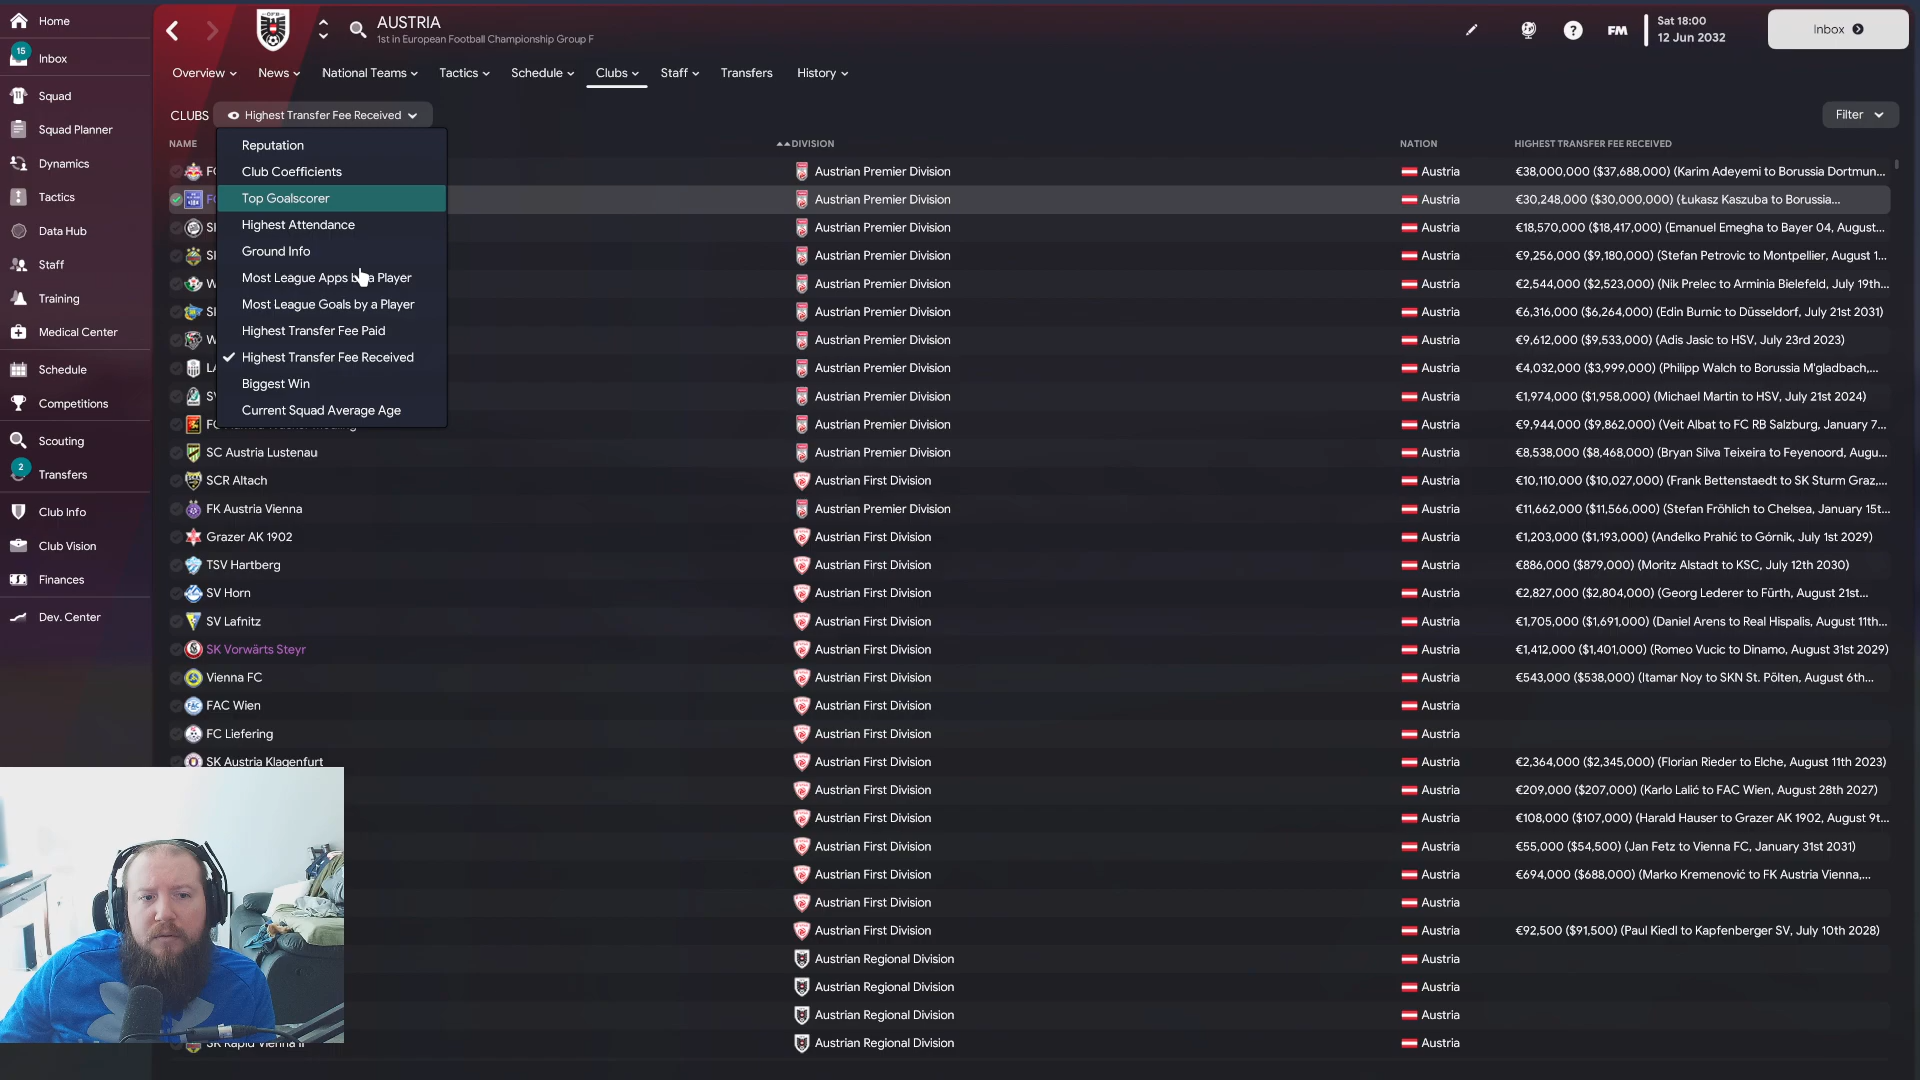 Home
15
Inbox
Squad
Squad Planner
Dynamics
Tactics
Data Hub
Staff
Training
Medical Center
Schedule
Competitions
Scouting
2
Transfers
Club Info
Club Vision
Finances
Dev. Center
AUSTRIA
1st in European Football Championship Group F
FM
Sat 18:00
12 Jun 2032
Inbox
Overview News National Teams Tactics Schedule Clubs Staff Transfers History
CLUBS Highest Transfer Fee Received
Filter
Reputation
Club Coefficients
Top Goalscorer
Highest Attendance
Ground Info
Most League Apps by a Player
Most League Goals by a Player
Highest Transfer Fee Paid
Highest Transfer Fee Received
Biggest Win
Current Squad Average Age
NAME DIVISION NATION HIGHEST TRANSFER FEE RECEIVED
Austrian Premier Division Austria €38,000,000 ($37,688,000) (Karim Adeyemi to Borussia Dortmun...
Austrian Premier Division Austria €30,248,000 ($30,000,000) (Łukasz Kaszuba to Borussia...
Austrian Premier Division Austria €18,570,000 ($18,417,000) (Emanuel Emegha to Bayer 04, August...
Austrian Premier Division Austria €9,256,000 ($9,180,000) (Stefan Petrovic to Montpellier, August 1...
Austrian Premier Division Austria €2,544,000 ($2,523,000) (Nik Prelec to Arminia Bielefeld, July 19th...
Austrian Premier Division Austria €6,316,000 ($6,264,000) (Edin Burnic to Düsseldorf, July 21st 2031)
Austrian Premier Division Austria €9,612,000 ($9,533,000) (Adis Jasic to HSV, July 23rd 2023)
Austrian Premier Division Austria €4,032,000 ($3,999,000) (Philipp Walch to Borussia M'gladbach,...
Austrian Premier Division Austria €1,974,000 ($1,958,000) (Michael Martin to HSV, July 21st 2024)
Austrian Premier Division Austria €9,944,000 ($9,862,000) (Veit Albat to FC RB Salzburg, January 7...
SC Austria Lustenau Austrian Premier Division Austria €8,538,000 ($8,468,000) (Bryan Silva Teixeira to Feyenoord, Augu...
SCR Altach Austrian First Division Austria €10,110,000 ($10,027,000) (Frank Bettenstaedt to SK Sturm Graz,...
FK Austria Vienna Austrian Premier Division Austria €11,662,000 ($11,566,000) (Stefan Fröhlich to Chelsea, January 15t...
Grazer AK 1902 Austrian First Division Austria €1,203,000 ($1,193,000) (Anđelko Prahić to Górnik, July 1st 2029)
TSV Hartberg Austrian First Division Austria €886,000 ($879,000) (Moritz Alstadt to KSC, July 12th 2030)
SV Horn Austrian First Division Austria €2,827,000 ($2,804,000) (Georg Lederer to Fürth, August 21st...
SV Lafnitz Austrian First Division Austria €1,705,000 ($1,691,000) (Daniel Arens to Real Hispalis, August 11th...
SK Vorwärts Steyr Austrian First Division Austria €1,412,000 ($1,401,000) (Romeo Vucic to Dinamo, August 31st 2029)
Vienna FC Austrian First Division Austria €543,000 ($538,000) (Itamar Noy to SKN St. Pölten, August 6th...
FAC Wien Austrian First Division Austria
FC Liefering Austrian First Division Austria
SK Austria Klagenfurt Austrian First Division Austria €2,364,000 ($2,345,000) (Florian Rieder to Elche, August 11th 2023)
Austrian First Division Austria €209,000 ($207,000) (Karlo Lalić to FAC Wien, August 28th 2027)
Austrian First Division Austria €108,000 ($107,000) (Harald Hauser to Grazer AK 1902, August 9t...
Austrian First Division Austria €55,000 ($54,500) (Jan Fetz to Vienna FC, January 31st 2031)
Austrian First Division Austria €694,000 ($688,000) (Marko Kremenović to FK Austria Vienna,...
Austrian First Division Austria
Austrian First Division Austria €92,500 ($91,500) (Paul Kiedl to Kapfenberger SV, July 10th 2028)
Austrian Regional Division Austria
Austrian Regional Division Austria
Austrian Regional Division Austria
SK Rapid Vienna II Austrian Regional Division Austria